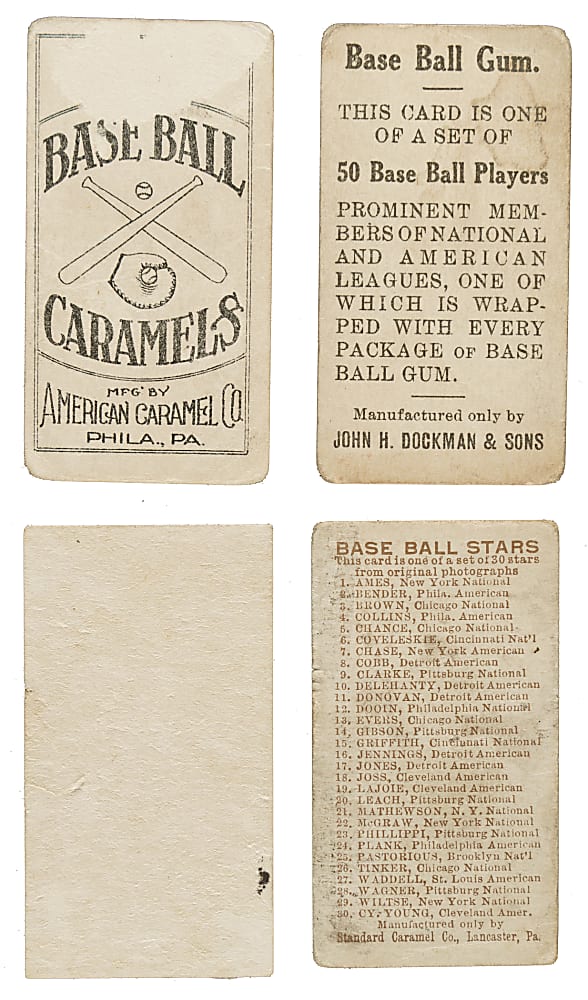 BASE BALL
CARAMELS
MFG' BY
AMERICAN CARAMEL CO.
PHILA., PA.
Base Ball Gum.
THIS CARD IS ONE
OF A SET OF
50 Base Ball Players
PROMINENT MEM-
BERS OF NATIONAL
AND AMERICAN
LEAGUES, ONE OF
WHICH IS WRAP-
PED WITH EVERY
PACKAGE OF BASE
BALL GUM.
Manufactured only by
JOHN H. DOCKMAN & SONS
BASE BALL STARS
This card is one of a set of 30 stars
from original photographs
1. AMES, New York National
2. BENDER, Phila. American
3. BROWN, Chicago National
4. COLLINS, Phila. American
5. CHANCE, Chicago National
6. COVELESKIE, Cincinnati Nat'l
7. CHASE, New York American
8. COBB, Detroit American
9. CLARKE, Pittsburg National
10. DELEHANTY, Detroit American
11. DONOVAN, Detroit American
12. DOOIN, Philadelphia National
13. EVERS, Chicago National
14. GIBSON, Pittsburg National
15. GRIFFITH, Cincinnati National
16. JENNINGS, Detroit American
17. JONES, Detroit American
18. JOSS, Cleveland American
19. LAJOIE, Cleveland American
20. LEACH, Pittsburg National
21. MATHEWSON, N. Y. National
22. McGRAW, New York National
23. PHILLIPPI, Pittsburg National
24. PLANK, Philadelphia American
25. PASTORIOUS, Brooklyn Nat'l
26. TINKER, Chicago National
27. WADDELL, St. Louis American
28. WAGNER, Pittsburg National
29. WILTSE, New York National
30. CY. YOUNG, Cleveland Amer.
Manufactured only by
Standard Caramel Co., Lancaster, Pa.